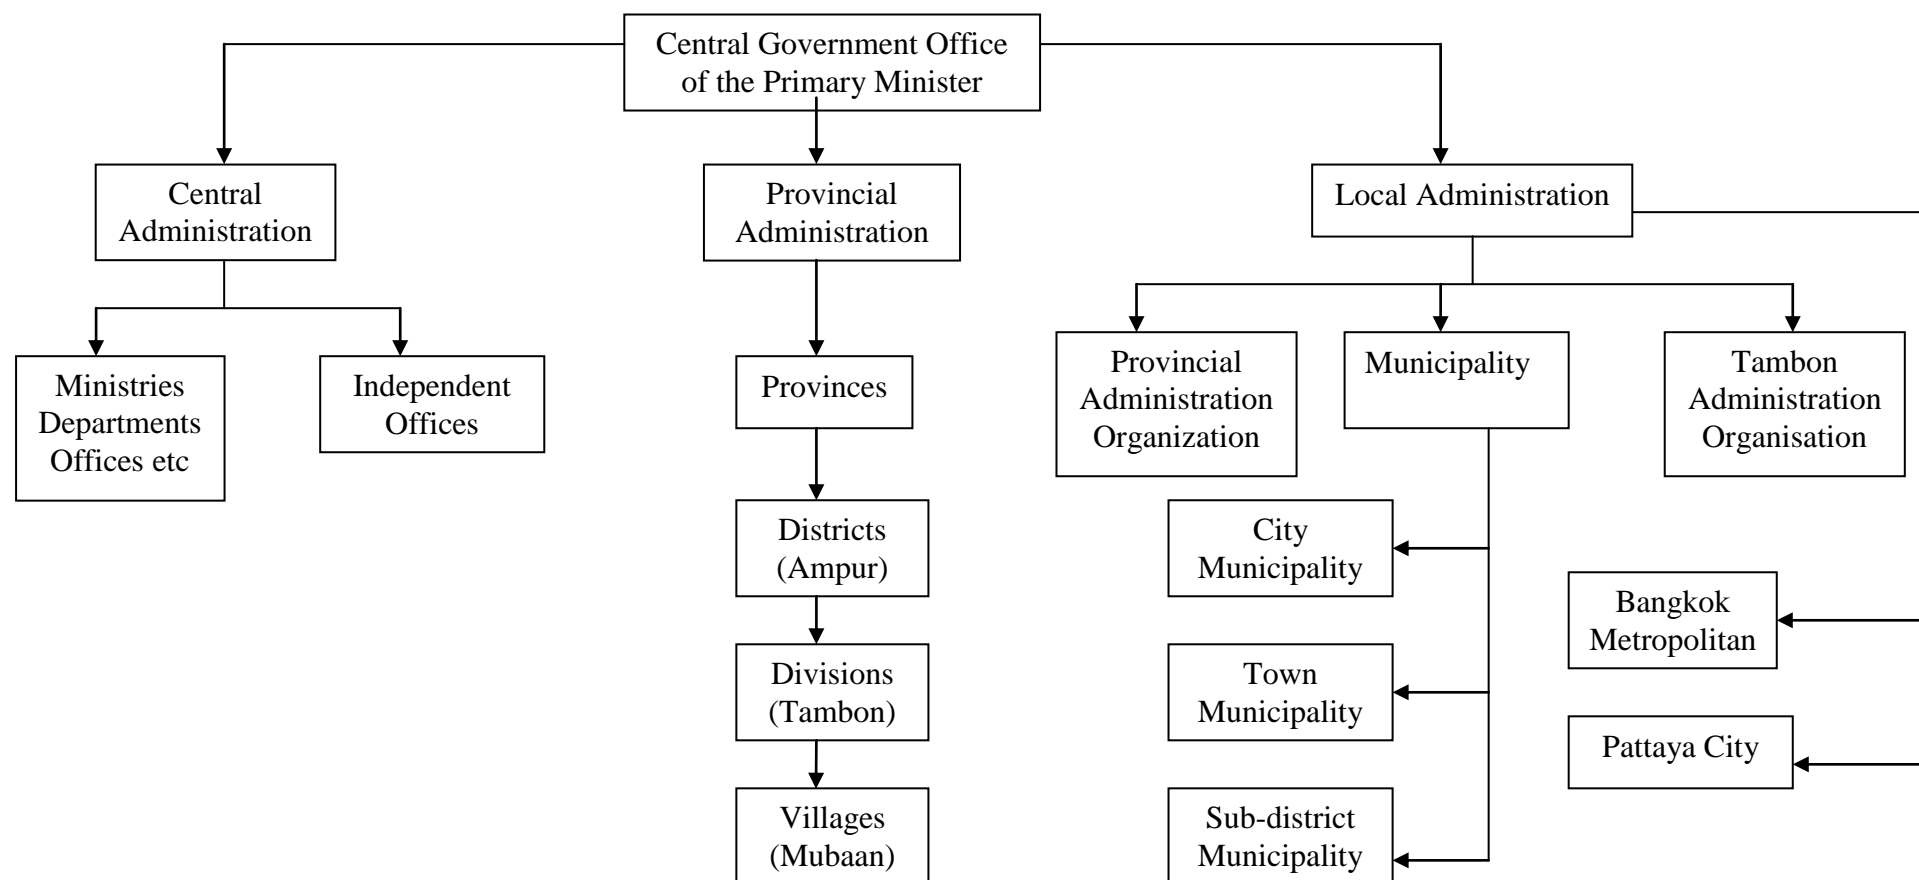 Central Government Office
of the Primary Minister
Central
Administration
Provincial
Administration
Local Administration
Ministries
Departments
Offices etc
Independent
Offices
Provinces
Provincial
Administration
Organization
Municipality
Tambon
Administration
Organisation
Districts
(Ampur)
City
Municipality
Bangkok
Metropolitan
Divisions
(Tambon)
Town
Municipality
Pattaya City
Villages
(Mubaan)
Sub-district
Municipality